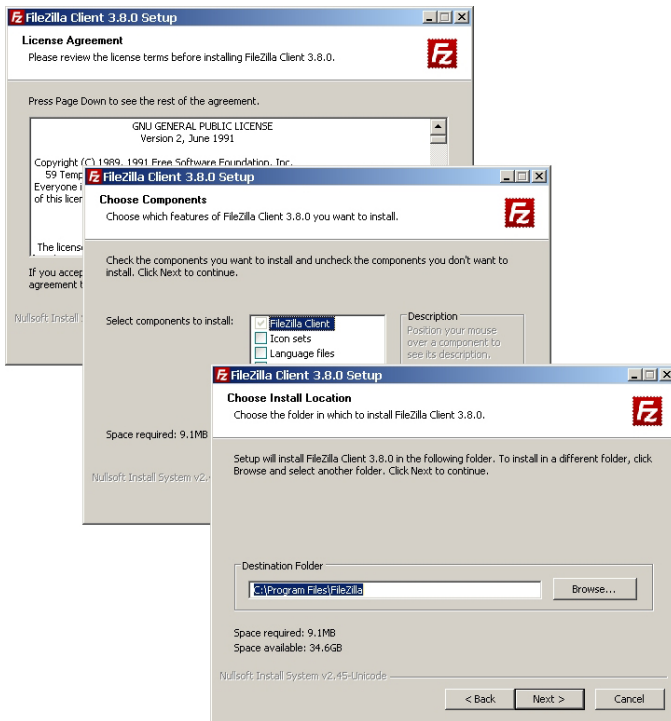 FileZilla Client 3.8.0 Setup
License Agreement
Please review the license terms before installing FileZilla Client 3.8.0.
Press Page Down to see the rest of the agreement.
GNU GENERAL PUBLIC LICENSE
Version 2, June 1991
Copyright (C) 1989, 1991 Free Software Foundation, Inc.
59 Temp
Everyone i
of this licen
The licens
If you accep
agreement t
Nullsoft Install
FileZilla Client 3.8.0 Setup
Choose Components
Choose which features of FileZilla Client 3.8.0 you want to install.
Check the components you want to install and uncheck the components you don't want to
install. Click Next to continue.
Select components to install:
FileZilla Client
Icon sets
Language files
Description
Position your mouse
over a component to
see its description.
Space required: 9.1MB
Nullsoft Install System v2.
FileZilla Client 3.8.0 Setup
Choose Install Location
Choose the folder in which to install FileZilla Client 3.8.0.
Setup will install FileZilla Client 3.8.0 in the following folder. To install in a different folder, click
Browse and select another folder. Click Next to continue.
Destination Folder
C:\Program Files\FileZilla
Browse...
Space required: 9.1MB
Space available: 34.6GB
Nullsoft Install System v2.45-Unicode
< Back
Next >
Cancel